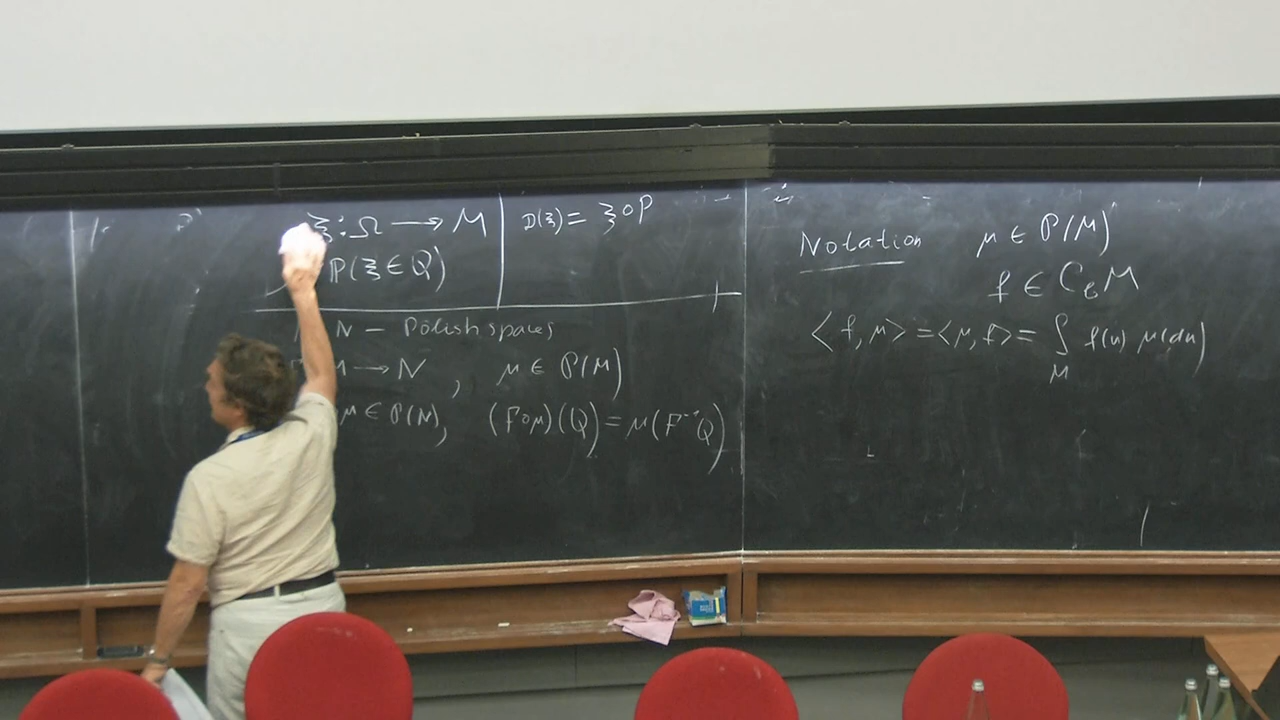 ξ : Ω → M
P(ξ ∈ Q)
D(ξ) = ξ∘P
N – Polish spaces
M → N , μ ∈ P(M)
μ ∈ P(N), (F∘μ)(Q) = μ(F⁻¹Q)
Notation μ ∈ P(M)
f ∈ C_b M
<f, μ> = <μ, f> = ∫_M f(u) μ(du)